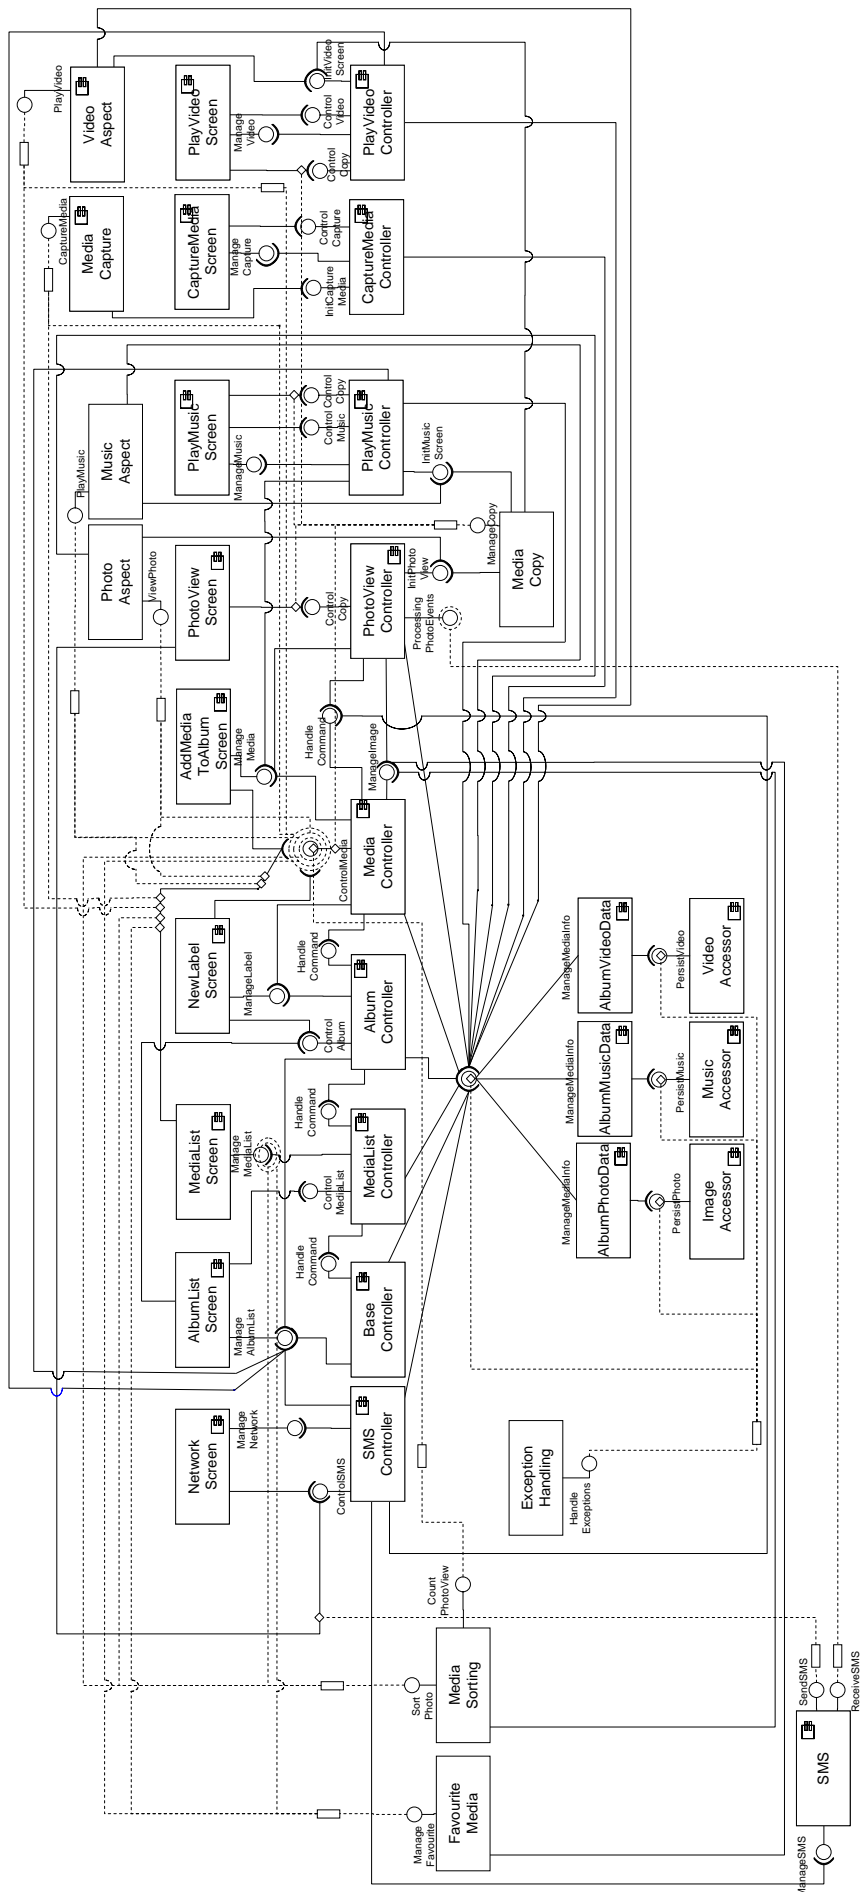 PlayVideo
Video
Aspect
PlayVideo
Screen
Manage
Video
Control
Video
InitVideo
Screen
Control
Copy
PlayVideo
Controller
CaptureMedia
Media
Capture
CaptureMedia
Screen
Manage
Capture
Control
Capture
InitCapture
Media
CaptureMedia
Controller
PlayMusic
Music
Aspect
PlayMusic
Screen
ManageMusic
Control
Copy
Control
Music
PlayMusic
Controller
InitMusic
Screen
Photo
Aspect
ViewPhoto
PhotoView
Screen
Control
Copy
PhotoView
Controller
InitPhoto
View
Processing
PhotoEvents
ManageCopy
Media
Copy
AddMedia
ToAlbum
Screen
Manage
Media
Handle
Command
ManageImage
ControlMedia
Media
Controller
NewLabel
Screen
ManageLabel
Handle
Command
Control
Album
Album
Controller
MediaList
Screen
Manage
MediaList
Handle
Command
Control
MediaList
MediaList
Controller
AlbumList
Screen
Manage
AlbumList
Handle
Command
Base
Controller
Network
Screen
Manage
Network
ControlSMS
SMS
Controller
ManageMediaInfo
AlbumVideoData
PersistVideo
Video
Accessor
ManageMediaInfo
AlbumMusicData
PersistMusic
Music
Accessor
ManageMediaInfo
AlbumPhotoData
PersistPhoto
Image
Accessor
Exception
Handling
Handle
Exceptions
Count
PhotoView
Sort
Photo
Media
Sorting
Manage
Favourite
Favourite
Media
SendSMS
ReceiveSMS
SMS
ManageSMS